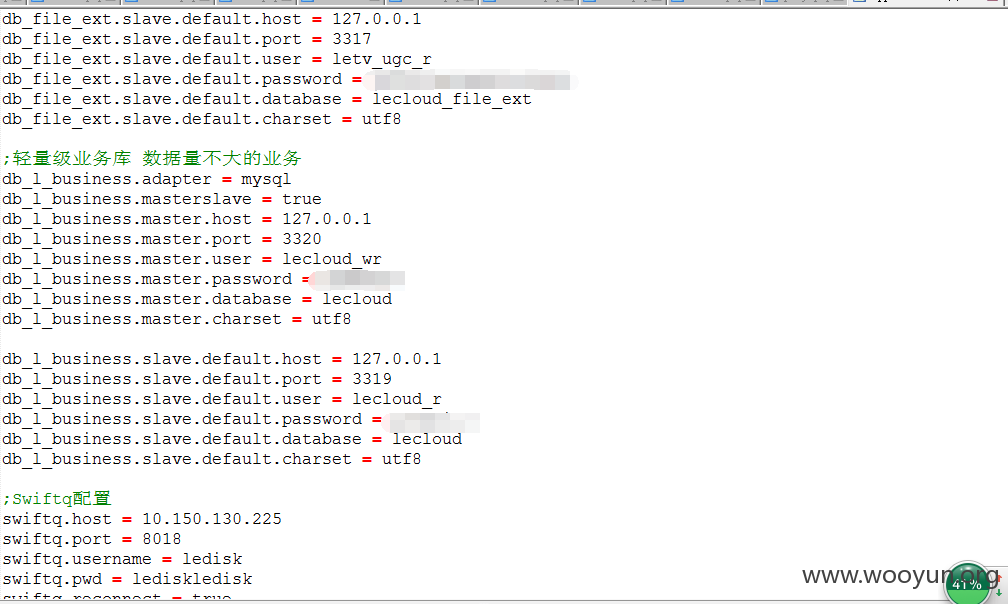 db_file_ext.slave.default.host = 127.0.0.1
db_file_ext.slave.default.port = 3317
db_file_ext.slave.default.user = letv_ugc_r
db_file_ext.slave.default.password =
db_file_ext.slave.default.database = lecloud_file_ext
db_file_ext.slave.default.charset = utf8
;轻量级业务库 数据量不大的业务
db_l_business.adapter = mysql
db_l_business.masterslave = true
db_l_business.master.host = 127.0.0.1
db_l_business.master.port = 3320
db_l_business.master.user = lecloud_wr
db_l_business.master.password =
db_l_business.master.database = lecloud
db_l_business.master.charset = utf8
db_l_business.slave.default.host = 127.0.0.1
db_l_business.slave.default.port = 3319
db_l_business.slave.default.user = lecloud_r
db_l_business.slave.default.password =
db_l_business.slave.default.database = lecloud
db_l_business.slave.default.charset = utf8
;Swiftq配置
swiftq.host = 10.150.130.225
swiftq.port = 8018
swiftq.username = ledisk
swiftq.pwd = lediskledisk
swiftq.reconnect = true
www.wooyun.org
41%